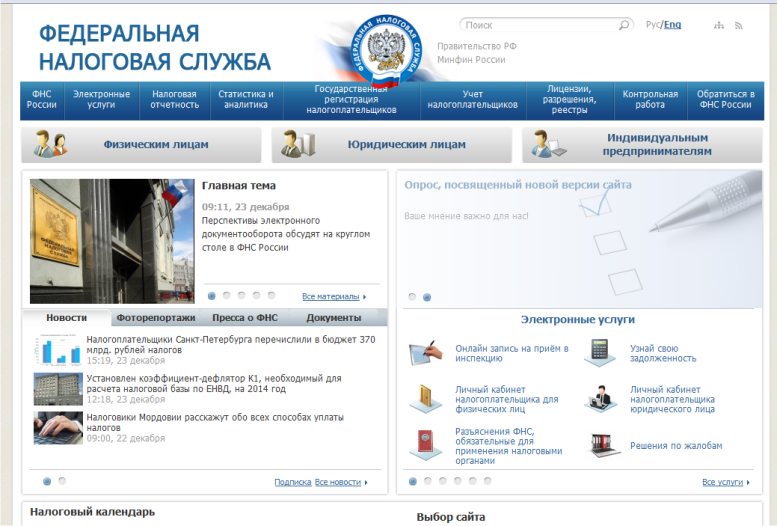 ФЕДЕРАЛЬНАЯ
НАЛОГОВАЯ СЛУЖБА
ФЕДЕРАЛЬНАЯ НАЛОГОВАЯ СЛУЖБА
Поиск
Рус/Eng
Правительство РФ
Минфин России
ФНС
России
Электронные
услуги
Налоговая
отчетность
Статистика и
аналитика
Государственная
регистрация
налогоплательщиков
Учет
налогоплательщиков
Лицензии,
разрешения,
реестры
Контрольная
работа
Обратиться в
ФНС России
Физическим лицам
Юридическим лицам
Индивидуальным
предпринимателям
Главная тема
09:11, 23 декабря
Перспективы электронного
документооборота обсудят на круглом
столе в ФНС России
Все материалы
Опрос, посвященный новой версии сайта
Ваше мнение важно для нас!
Новости
Фоторепортажи
Пресса о ФНС
Документы
Налогоплательщики Санкт-Петербурга перечислили в бюджет 370
млрд. рублей налогов
15:19, 23 декабря
Установлен коэффициент-дефлятор К1, необходимый для
расчета налоговой базы по ЕНВД, на 2014 год
12:18, 23 декабря
Налоговики Мордовии расскажут обо всех способах уплаты
налогов
09:00, 22 декабря
Подписка Все новости
Электронные услуги
Онлайн запись на приём в
инспекцию
Узнай свою
задолженность
Личный кабинет
налогоплательщика для
физических лиц
Личный кабинет
налогоплательщика
юридического лица
Разъяснения ФНС,
обязательные для
применения налоговыми
органами
Решения по жалобам
Все услуги
Налоговый календарь
Выбор сайта